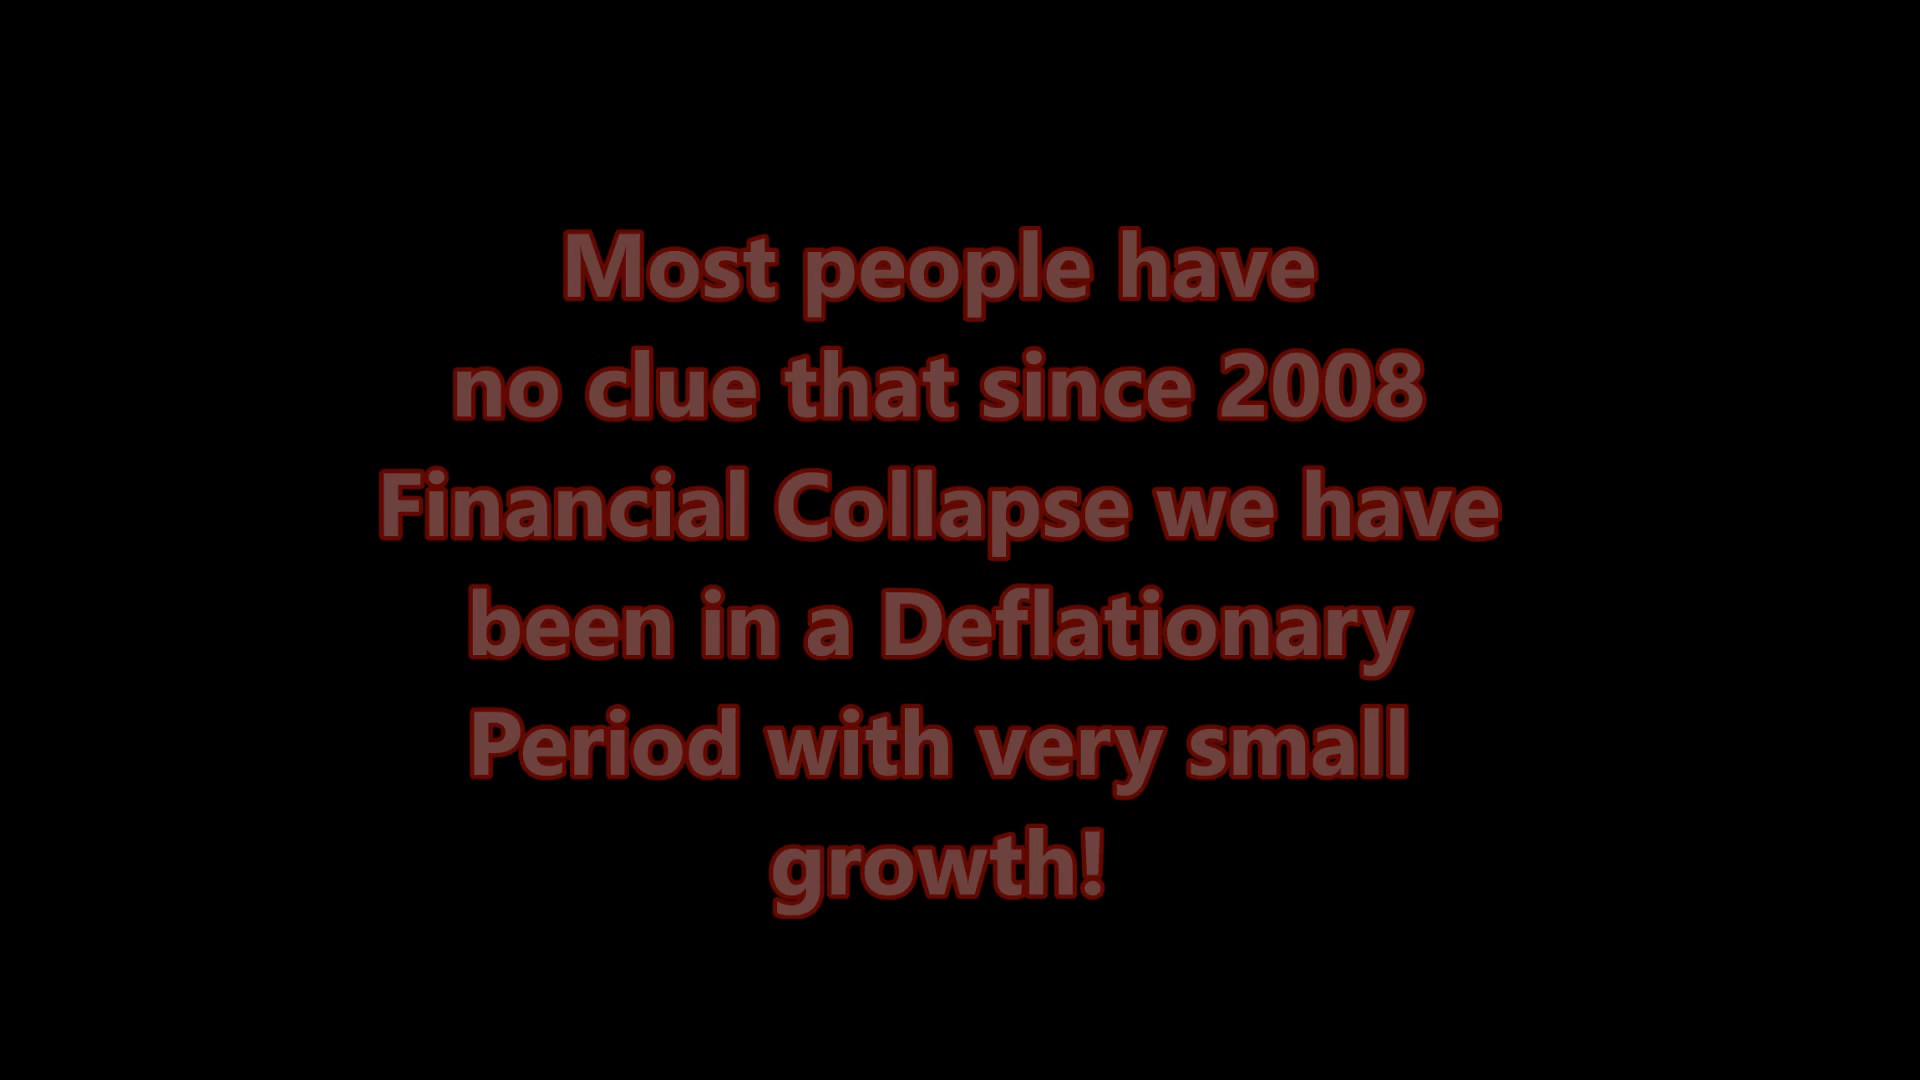 Most people have
no clue that since 2008
Financial Collapse we have
been in a Deflationary
Period with very small
growth!